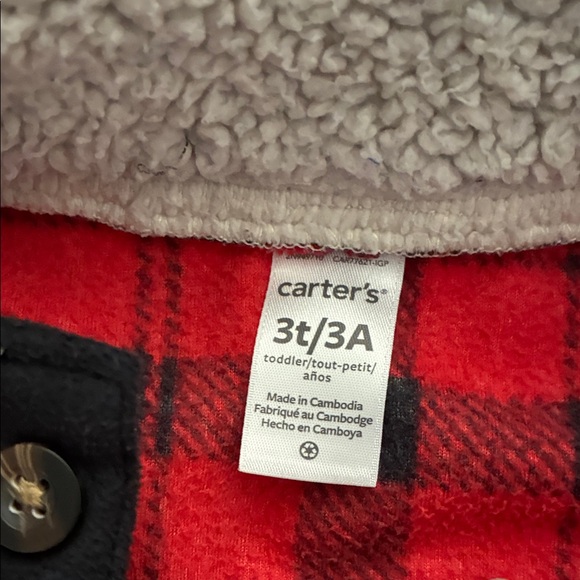 carter's®
3t/3A
toddler/tout-petit/
años
Made in Cambodia
Fabriqué au Cambodge
Hecho en Camboya